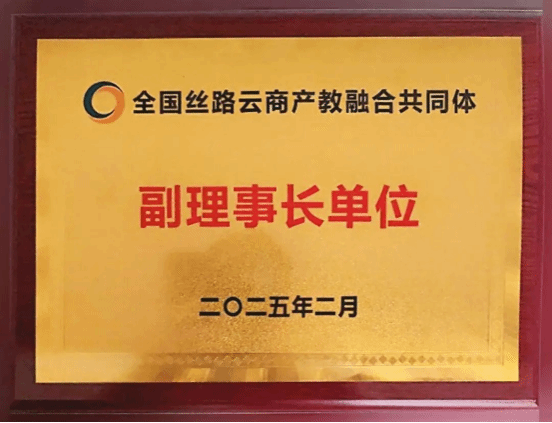 全国丝路云商产教融合共同体
副理事长单位
二〇二五年二月